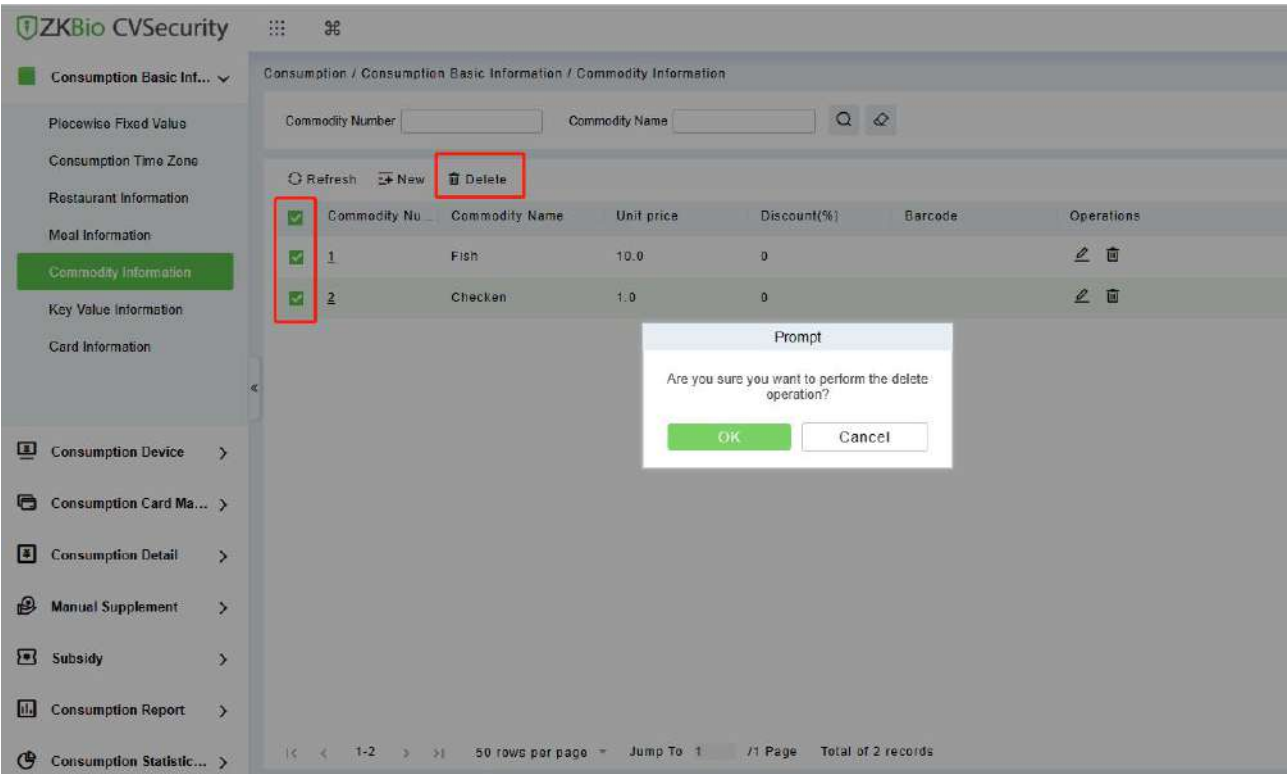 ZKBio CVSecurity
Consumption Basic Inf...
Consumption / Consumption Basic Information / Commodity Information
Piecewise Fixed Value
Commodity Number
Commodity Name
Consumption Time Zone
Restaurant Information
Refresh
New
Delete
Commodity Nu...
Commodity Name
Unit price
Discount(%)
Barcode
Operations
Meal Information
1
Fish
10.0
0
Commodity Information
2
Checken
1.0
0
Key Value Information
Card Information
Prompt
Are you sure you want to perform the delete
operation?
OK
Cancel
Consumption Device
Consumption Card Ma...
Consumption Detail
Manual Supplement
Subsidy
Consumption Report
Consumption Statistic...
1-2
50 rows per page
Jump To 1 /1 Page
Total of 2 records